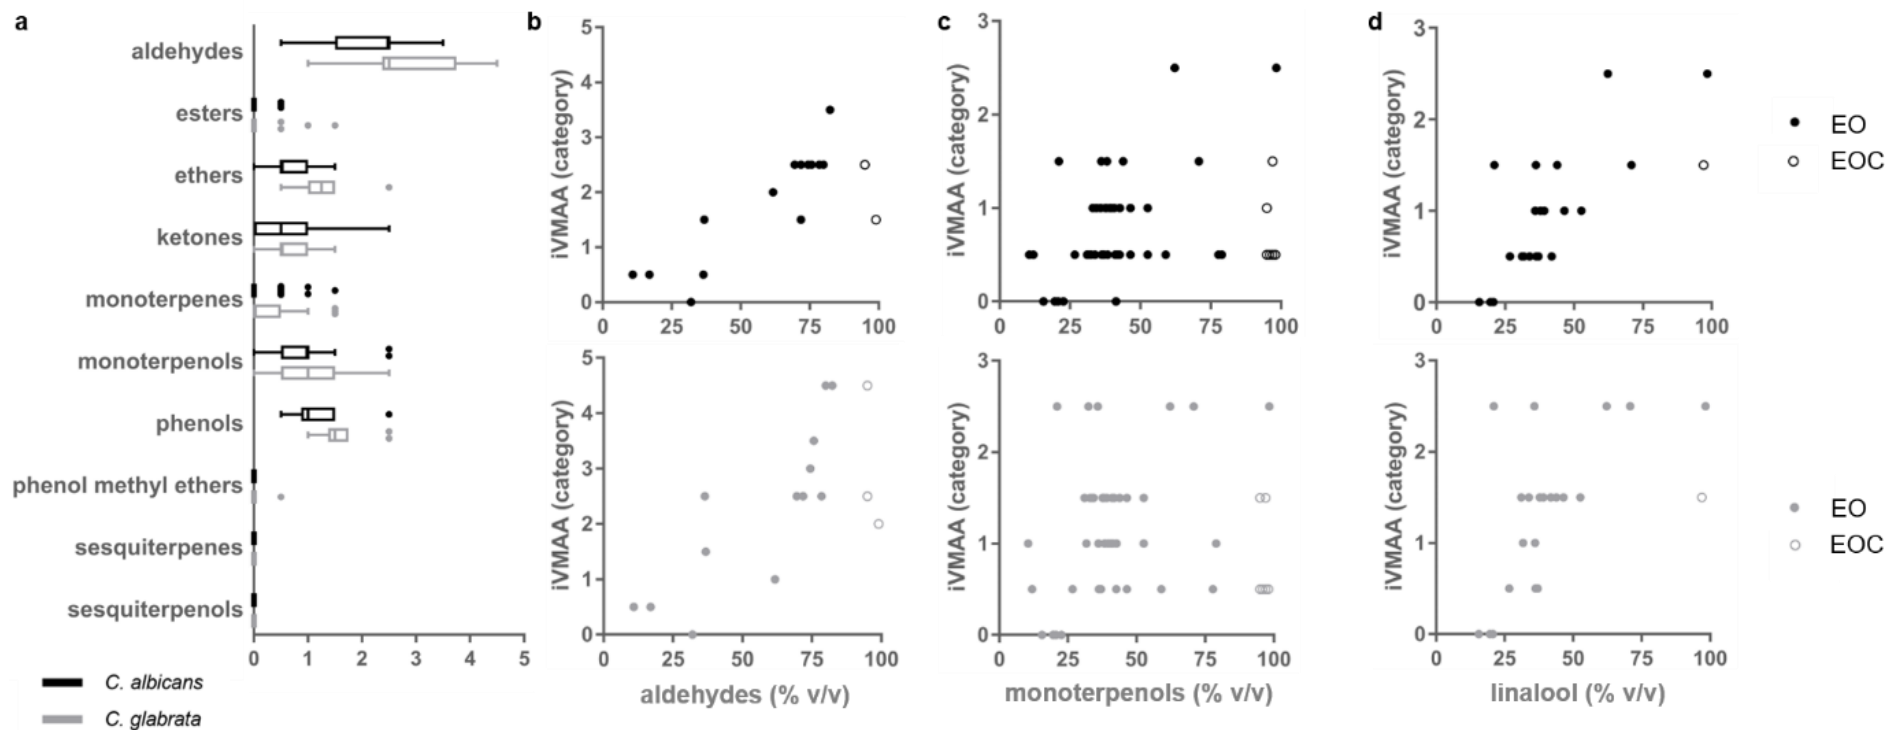 a
aldehydes
esters
ethers
ketones
monoterpenes
monoterpenols
phenols
phenol methyl ethers
sesquiterpenes
sesquiterpenols
0 1 2 3 4 5
C. albicans
C. glabrata
b
iVMAA (category)
5
4
3
2
1
0
0 25 50 75 100
iVMAA (category)
5
4
3
2
1
0
0 25 50 75 100
aldehydes (% v/v)
c
iVMAA (category)
3
2
1
0
0 25 50 75 100
iVMAA (category)
3
2
1
0
0 25 50 75 100
monoterpenols (% v/v)
d
iVMAA (category)
3
2
1
0
0 25 50 75 100
iVMAA (category)
3
2
1
0
0 25 50 75 100
linalool (% v/v)
EO
EOC
EO
EOC